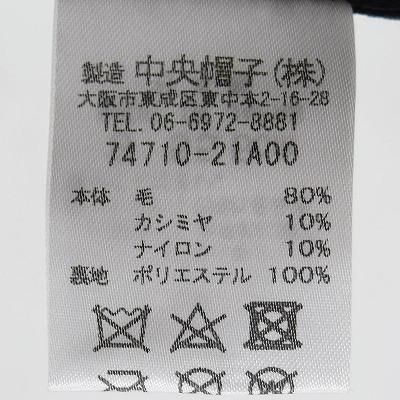 製造 中央帽子(株)
大阪市東成区東中本2-16-28
TEL. 06-6972-8881
74710-21A00
本体 毛 80%
カシミヤ 10%
ナイロン 10%
裏地 ポリエステル 100%